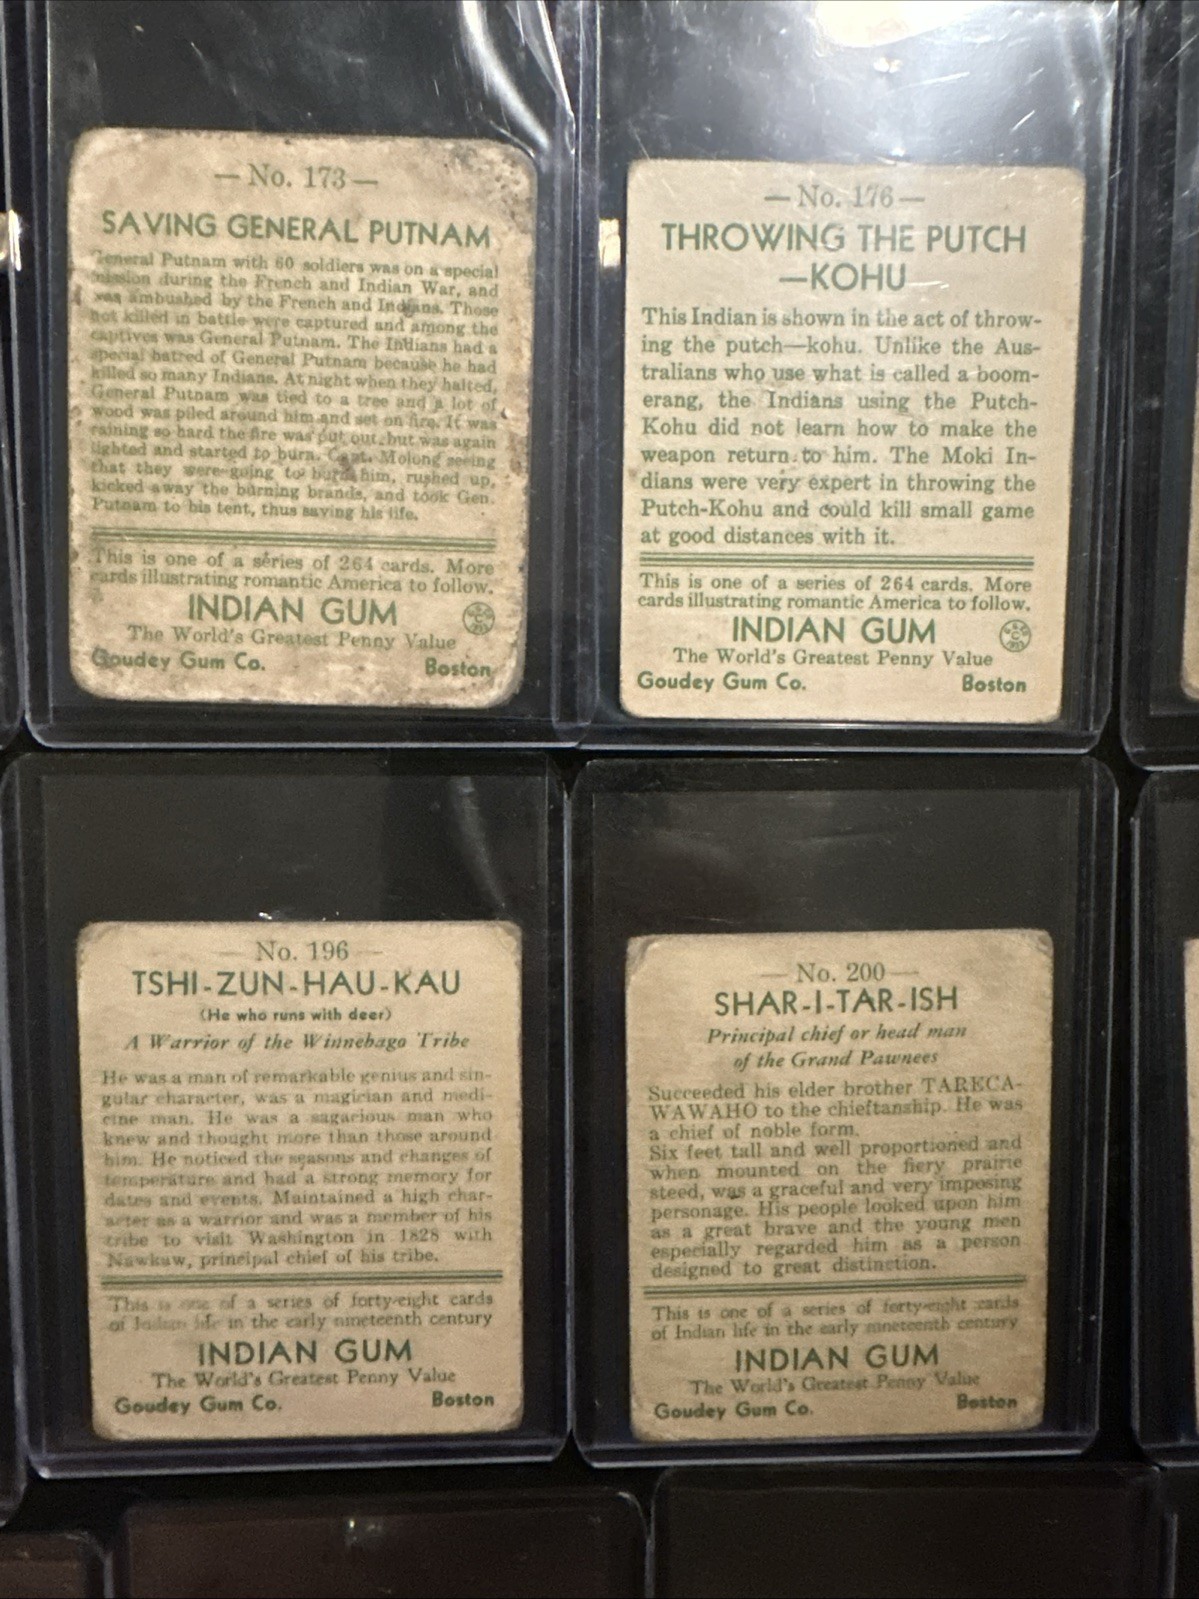 — No. 173 —
SAVING GENERAL PUTNAM
General Putnam with 60 soldiers was on a special
mission during the French and Indian War, and
was ambushed by the French and Indians. Those
not killed in battle were captured and among the
captives was General Putnam. The Indians had a
special hatred of General Putnam because he had
killed so many Indians. At night when they halted,
General Putnam was tied to a tree and a lot of
wood was piled around him and set on fire. It was
raining so hard the fire was put out, but was again
lighted and started to burn. Capt. Molong seeing
that they were going to burn him, rushed up,
kicked away the burning brands, and took Gen.
Putnam to his tent, thus saving his life.
This is one of a series of 264 cards. More
cards illustrating romantic America to follow.
INDIAN GUM
The World's Greatest Penny Value
Goudey Gum Co. Boston
— No. 176 —
THROWING THE PUTCH
—KOHU
This Indian is shown in the act of throw-
ing the putch—kohu. Unlike the Aus-
tralians who use what is called a boom-
erang, the Indians using the Putch-
Kohu did not learn how to make the
weapon return to him. The Moki In-
dians were very expert in throwing the
Putch-Kohu and could kill small game
at good distances with it.
This is one of a series of 264 cards. More
cards illustrating romantic America to follow.
INDIAN GUM
The World's Greatest Penny Value
Goudey Gum Co. Boston
— No. 196 —
TSHI-ZUN-HAU-KAU
(He who runs with deer)
A Warrior of the Winnebago Tribe
He was a man of remarkable genius and sin-
gular character, was a magician and medi-
cine man. He was a sagacious man who
knew and thought more than those around
him. He noticed the seasons and changes of
temperature and had a strong memory for
dates and events. Maintained a high char-
acter as a warrior and was a member of his
tribe to visit Washington in 1828 with
Nawkaw, principal chief of his tribe.
This is one of a series of forty-eight cards
of Indian life in the early nineteenth century
INDIAN GUM
The World's Greatest Penny Value
Goudey Gum Co. Boston
— No. 200 —
SHAR-I-TAR-ISH
Principal chief or head man
of the Grand Pawnees
Succeeded his elder brother TARECA-
WAWAHO to the chieftanship. He was
a chief of noble form.
Six feet tall and well proportioned and
when mounted on the fiery prairie
steed, was a graceful and very imposing
personage. His people looked upon him
as a great brave and the young men
especially regarded him as a person
designed to great distinction.
This is one of a series of forty-eight cards
of Indian life in the early nineteenth century
INDIAN GUM
The World's Greatest Penny Value
Goudey Gum Co. Boston